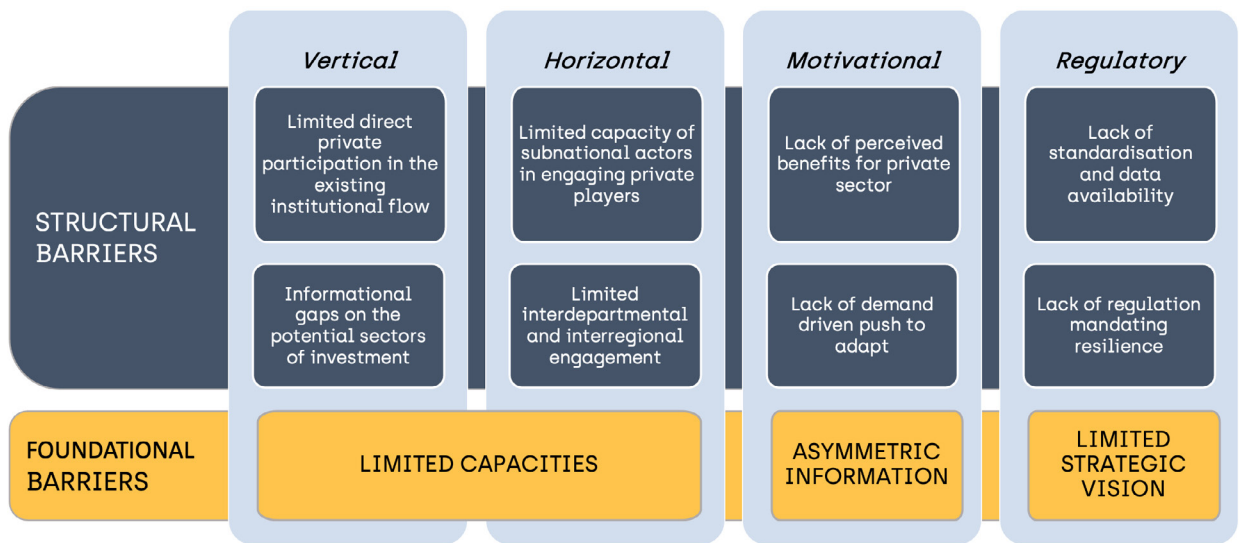 Vertical
Horizontal
Motivational
Regulatory
STRUCTURAL
BARRIERS
Limited direct
private
participation in the
existing
institutional flow
Limited capacity of
subnational actors
in engaging private
players
Lack of perceived
benefits for private
sector
Lack of
standardisation
and data
availability
Informational
gaps on the
potential sectors
of investment
Limited
interdepartmental
and interregional
engagement
Lack of demand
driven push to
adapt
Lack of regulation
mandating
resilience
FOUNDATIONAL
BARRIERS
LIMITED CAPACITIES
ASYMMETRIC
INFORMATION
LIMITED
STRATEGIC
VISION